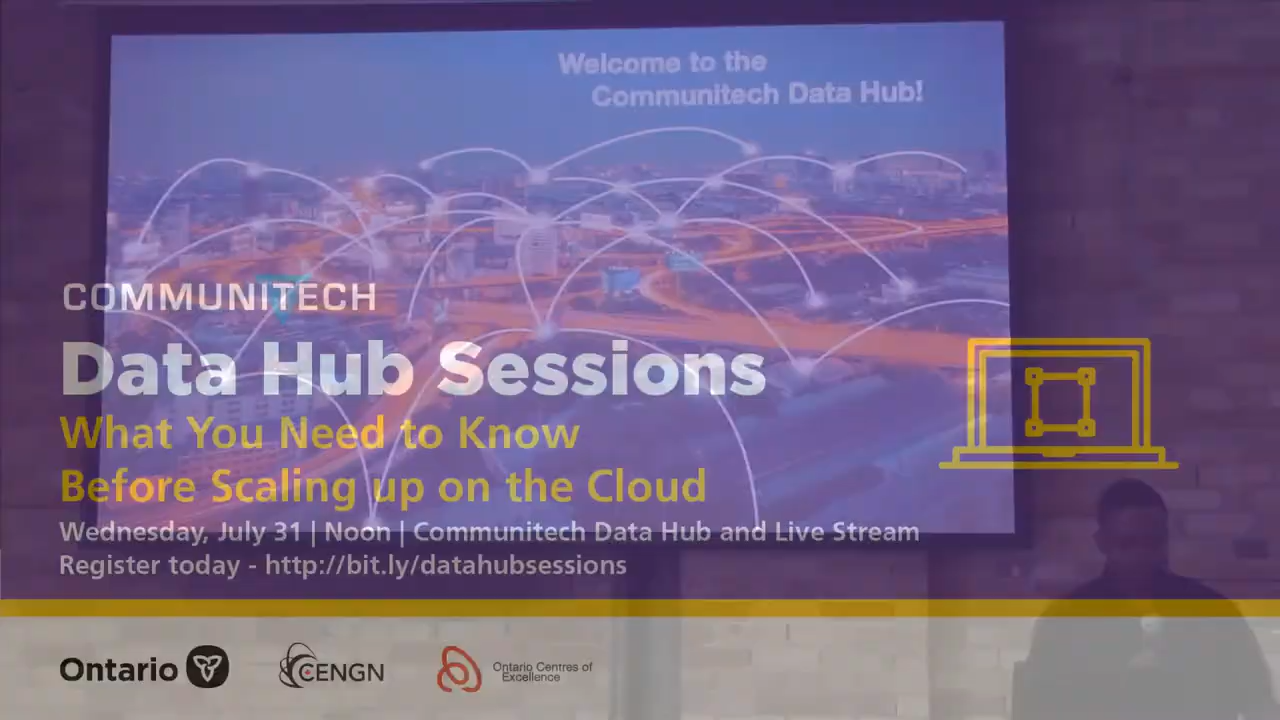 Welcome to the
Communitech Data Hub!
COMMUNITECH
Data Hub Sessions
What You Need to Know
Before Scaling up on the Cloud
Wednesday, July 31 | Noon | Communitech Data Hub and Live Stream
Register today - http://bit.ly/datahubsessions
Ontario
CENGN
Ontario Centres of
Excellence